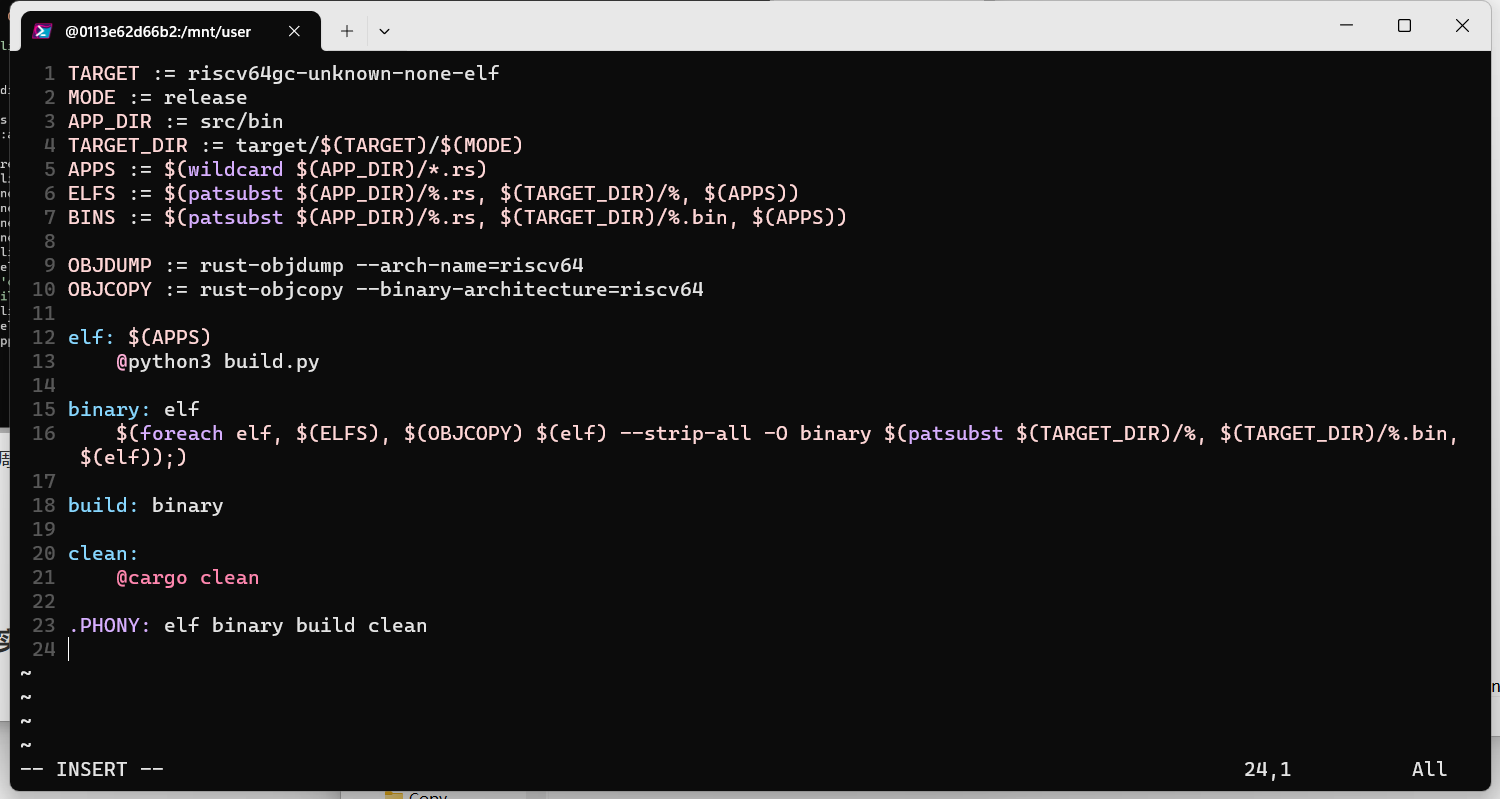 @0113e62d66b2:/mnt/user
1 TARGET := riscv64gc-unknown-none-elf
2 MODE := release
3 APP_DIR := src/bin
4 TARGET_DIR := target/$(TARGET)/$(MODE)
5 APPS := $(wildcard $(APP_DIR)/*.rs)
6 ELFS := $(patsubst $(APP_DIR)/%.rs, $(TARGET_DIR)/%, $(APPS))
7 BINS := $(patsubst $(APP_DIR)/%.rs, $(TARGET_DIR)/%.bin, $(APPS))
8
9 OBJDUMP := rust-objdump --arch-name=riscv64
10 OBJCOPY := rust-objcopy --binary-architecture=riscv64
11
12 elf: $(APPS)
13     @python3 build.py
14
15 binary: elf
16     $(foreach elf, $(ELFS), $(OBJCOPY) $(elf) --strip-all -O binary $(patsubst $(TARGET_DIR)/%, $(TARGET_DIR)/%.bin,
$(elf));)
17
18 build: binary
19
20 clean:
21     @cargo clean
22
23 .PHONY: elf binary build clean
24
~
~
~
~
-- INSERT -- 24,1 All
Copy